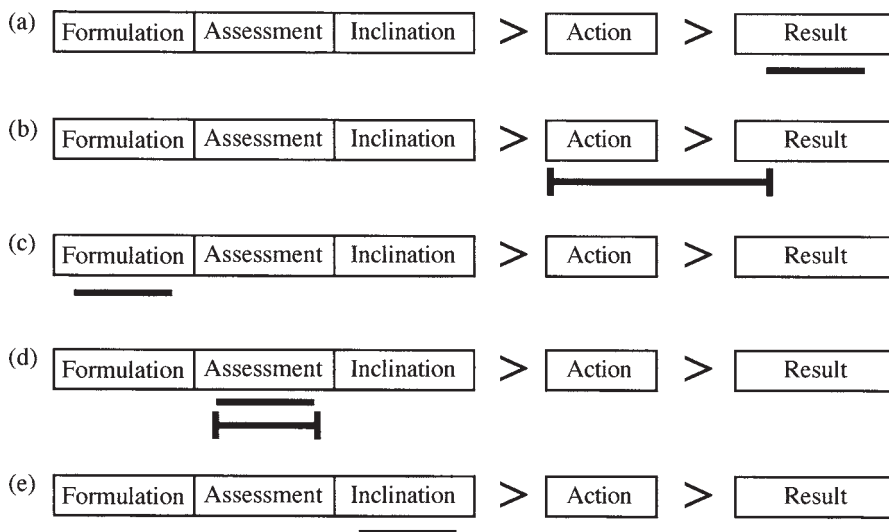 (a) Formulation Assessment Inclination > Action > Result
(b) Formulation Assessment Inclination > Action > Result
(c) Formulation Assessment Inclination > Action > Result
(d) Formulation Assessment Inclination > Action > Result
(e) Formulation Assessment Inclination > Action > Result